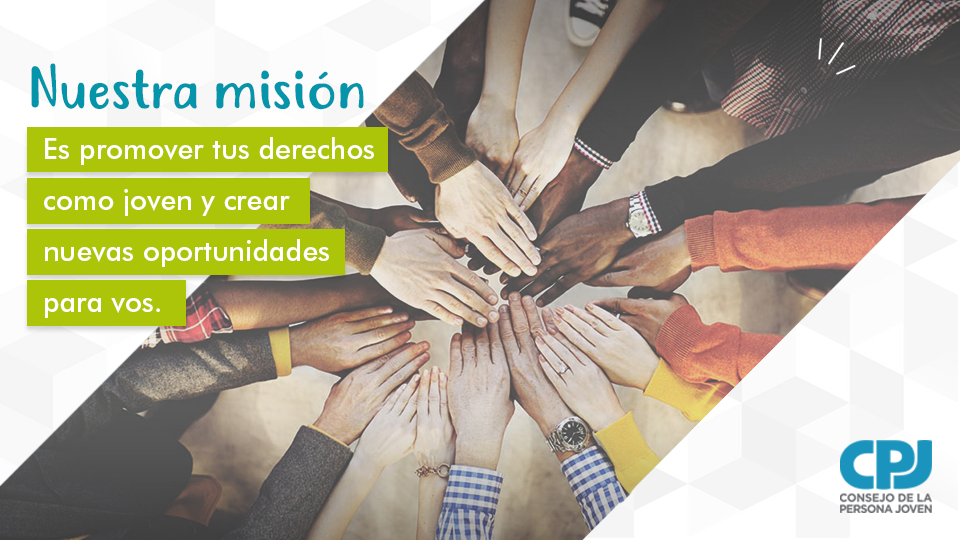 Nuestra misión
Es promover tus derechos
como joven y crear
nuevas oportunidades
para vos.
CPJ
CONSEJO DE LA
PERSONA JOVEN